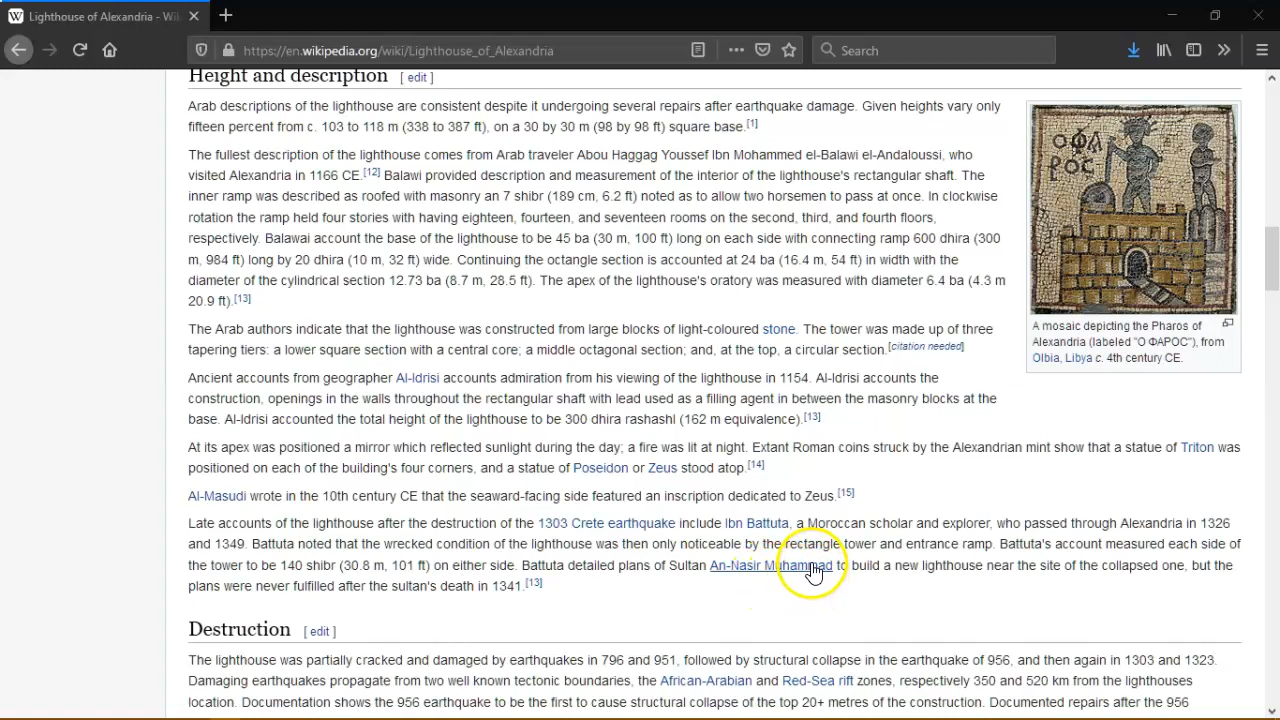 Lighthouse of Alexandria - Wi
https://en.wikipedia.org/wiki/Lighthouse_of_Alexandria
Search
Height and description [ edit ]
Arab descriptions of the lighthouse are consistent despite it undergoing several repairs after earthquake damage. Given heights vary only
fifteen percent from c. 103 to 118 m (338 to 387 ft), on a 30 by 30 m (98 by 98 ft) square base.[1]
The fullest description of the lighthouse comes from Arab traveler Abou Haggag Youssef Ibn Mohammed el-Balawi el-Andaloussi, who
visited Alexandria in 1166 CE.[12] Balawi provided description and measurement of the interior of the lighthouse's rectangular shaft. The
inner ramp was described as roofed with masonry an 7 shibr (189 cm, 6.2 ft) noted as to allow two horsemen to pass at once. In clockwise
rotation the ramp held four stories with having eighteen, fourteen, and seventeen rooms on the second, third, and fourth floors,
respectively. Balawai account the base of the lighthouse to be 45 ba (30 m, 100 ft) long on each side with connecting ramp 600 dhira (300
m, 984 ft) long by 20 dhira (10 m, 32 ft) wide. Continuing the octangle section is accounted at 24 ba (16.4 m, 54 ft) in width with the
diameter of the cylindrical section 12.73 ba (8.7 m, 28.5 ft). The apex of the lighthouse's oratory was measured with diameter 6.4 ba (4.3 m
20.9 ft).[13]
The Arab authors indicate that the lighthouse was constructed from large blocks of light-coloured stone. The tower was made up of three
tapering tiers: a lower square section with a central core; a middle octagonal section; and, at the top, a circular section.[citation needed]
Ancient accounts from geographer Al-Idrisi accounts admiration from his viewing of the lighthouse in 1154. Al-Idrisi accounts the
construction, openings in the walls throughout the rectangular shaft with lead used as a filling agent in between the masonry blocks at the
base. Al-Idrisi accounted the total height of the lighthouse to be 300 dhira rashashl (162 m equivalence).[13]
ΟΦΑ
ΡΟC
A mosaic depicting the Pharos of
Alexandria (labeled "Ο ΦΑΡΟϹ"), from
Olbia, Libya c. 4th century CE.
At its apex was positioned a mirror which reflected sunlight during the day; a fire was lit at night. Extant Roman coins struck by the Alexandrian mint show that a statue of Triton was
positioned on each of the building's four corners, and a statue of Poseidon or Zeus stood atop.[14]
Al-Masudi wrote in the 10th century CE that the seaward-facing side featured an inscription dedicated to Zeus.[15]
Late accounts of the lighthouse after the destruction of the 1303 Crete earthquake include Ibn Battuta, a Moroccan scholar and explorer, who passed through Alexandria in 1326
and 1349. Battuta noted that the wrecked condition of the lighthouse was then only noticeable by the rectangle tower and entrance ramp. Battuta's account measured each side of
the tower to be 140 shibr (30.8 m, 101 ft) on either side. Battuta detailed plans of Sultan An-Nasir Muhammad to build a new lighthouse near the site of the collapsed one, but the
plans were never fulfilled after the sultan's death in 1341.[13]
Destruction [ edit ]
The lighthouse was partially cracked and damaged by earthquakes in 796 and 951, followed by structural collapse in the earthquake of 956, and then again in 1303 and 1323.
Damaging earthquakes propagate from two well known tectonic boundaries, the African-Arabian and Red-Sea rift zones, respectively 350 and 520 km from the lighthouses
location. Documentation shows the 956 earthquake to be the first to cause structural collapse of the top 20+ metres of the construction. Documented repairs after the 956